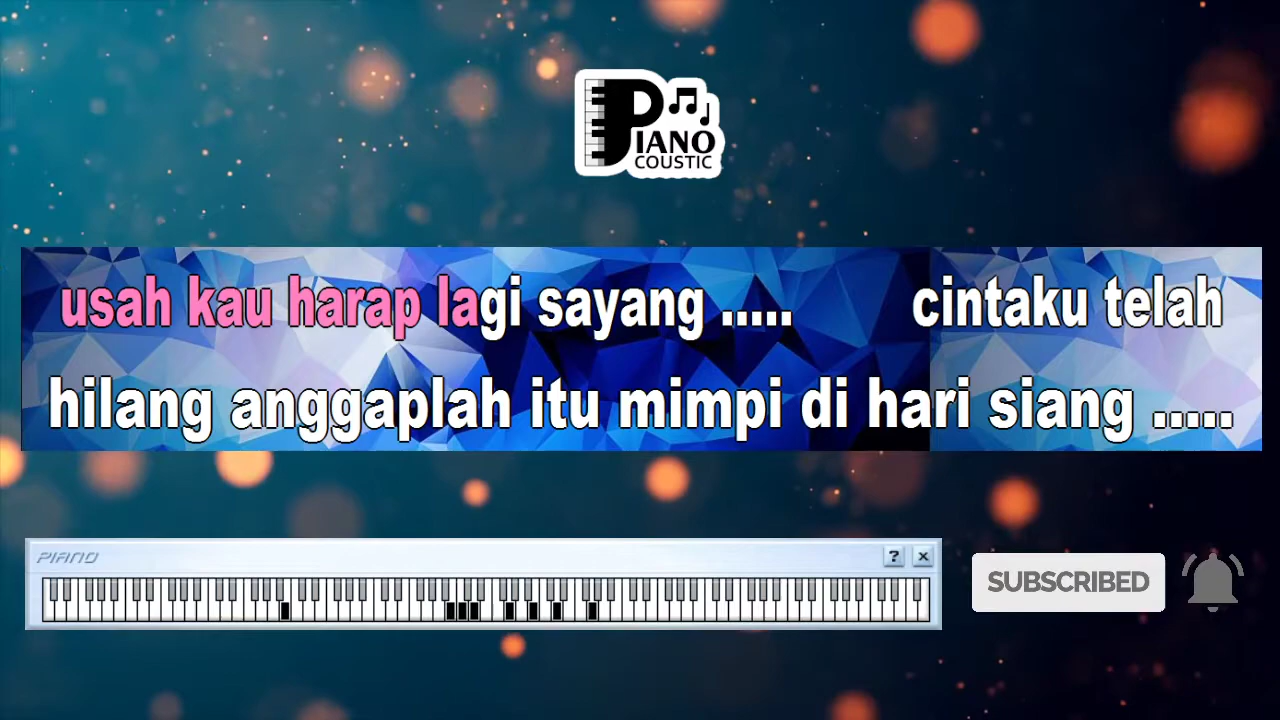 PIANO
COUSTIC
usah kau harap lagi sayang ..... cintaku telah
hilang anggaplah itu mimpi di hari siang .....
PIANO
? ×
SUBSCRIBED